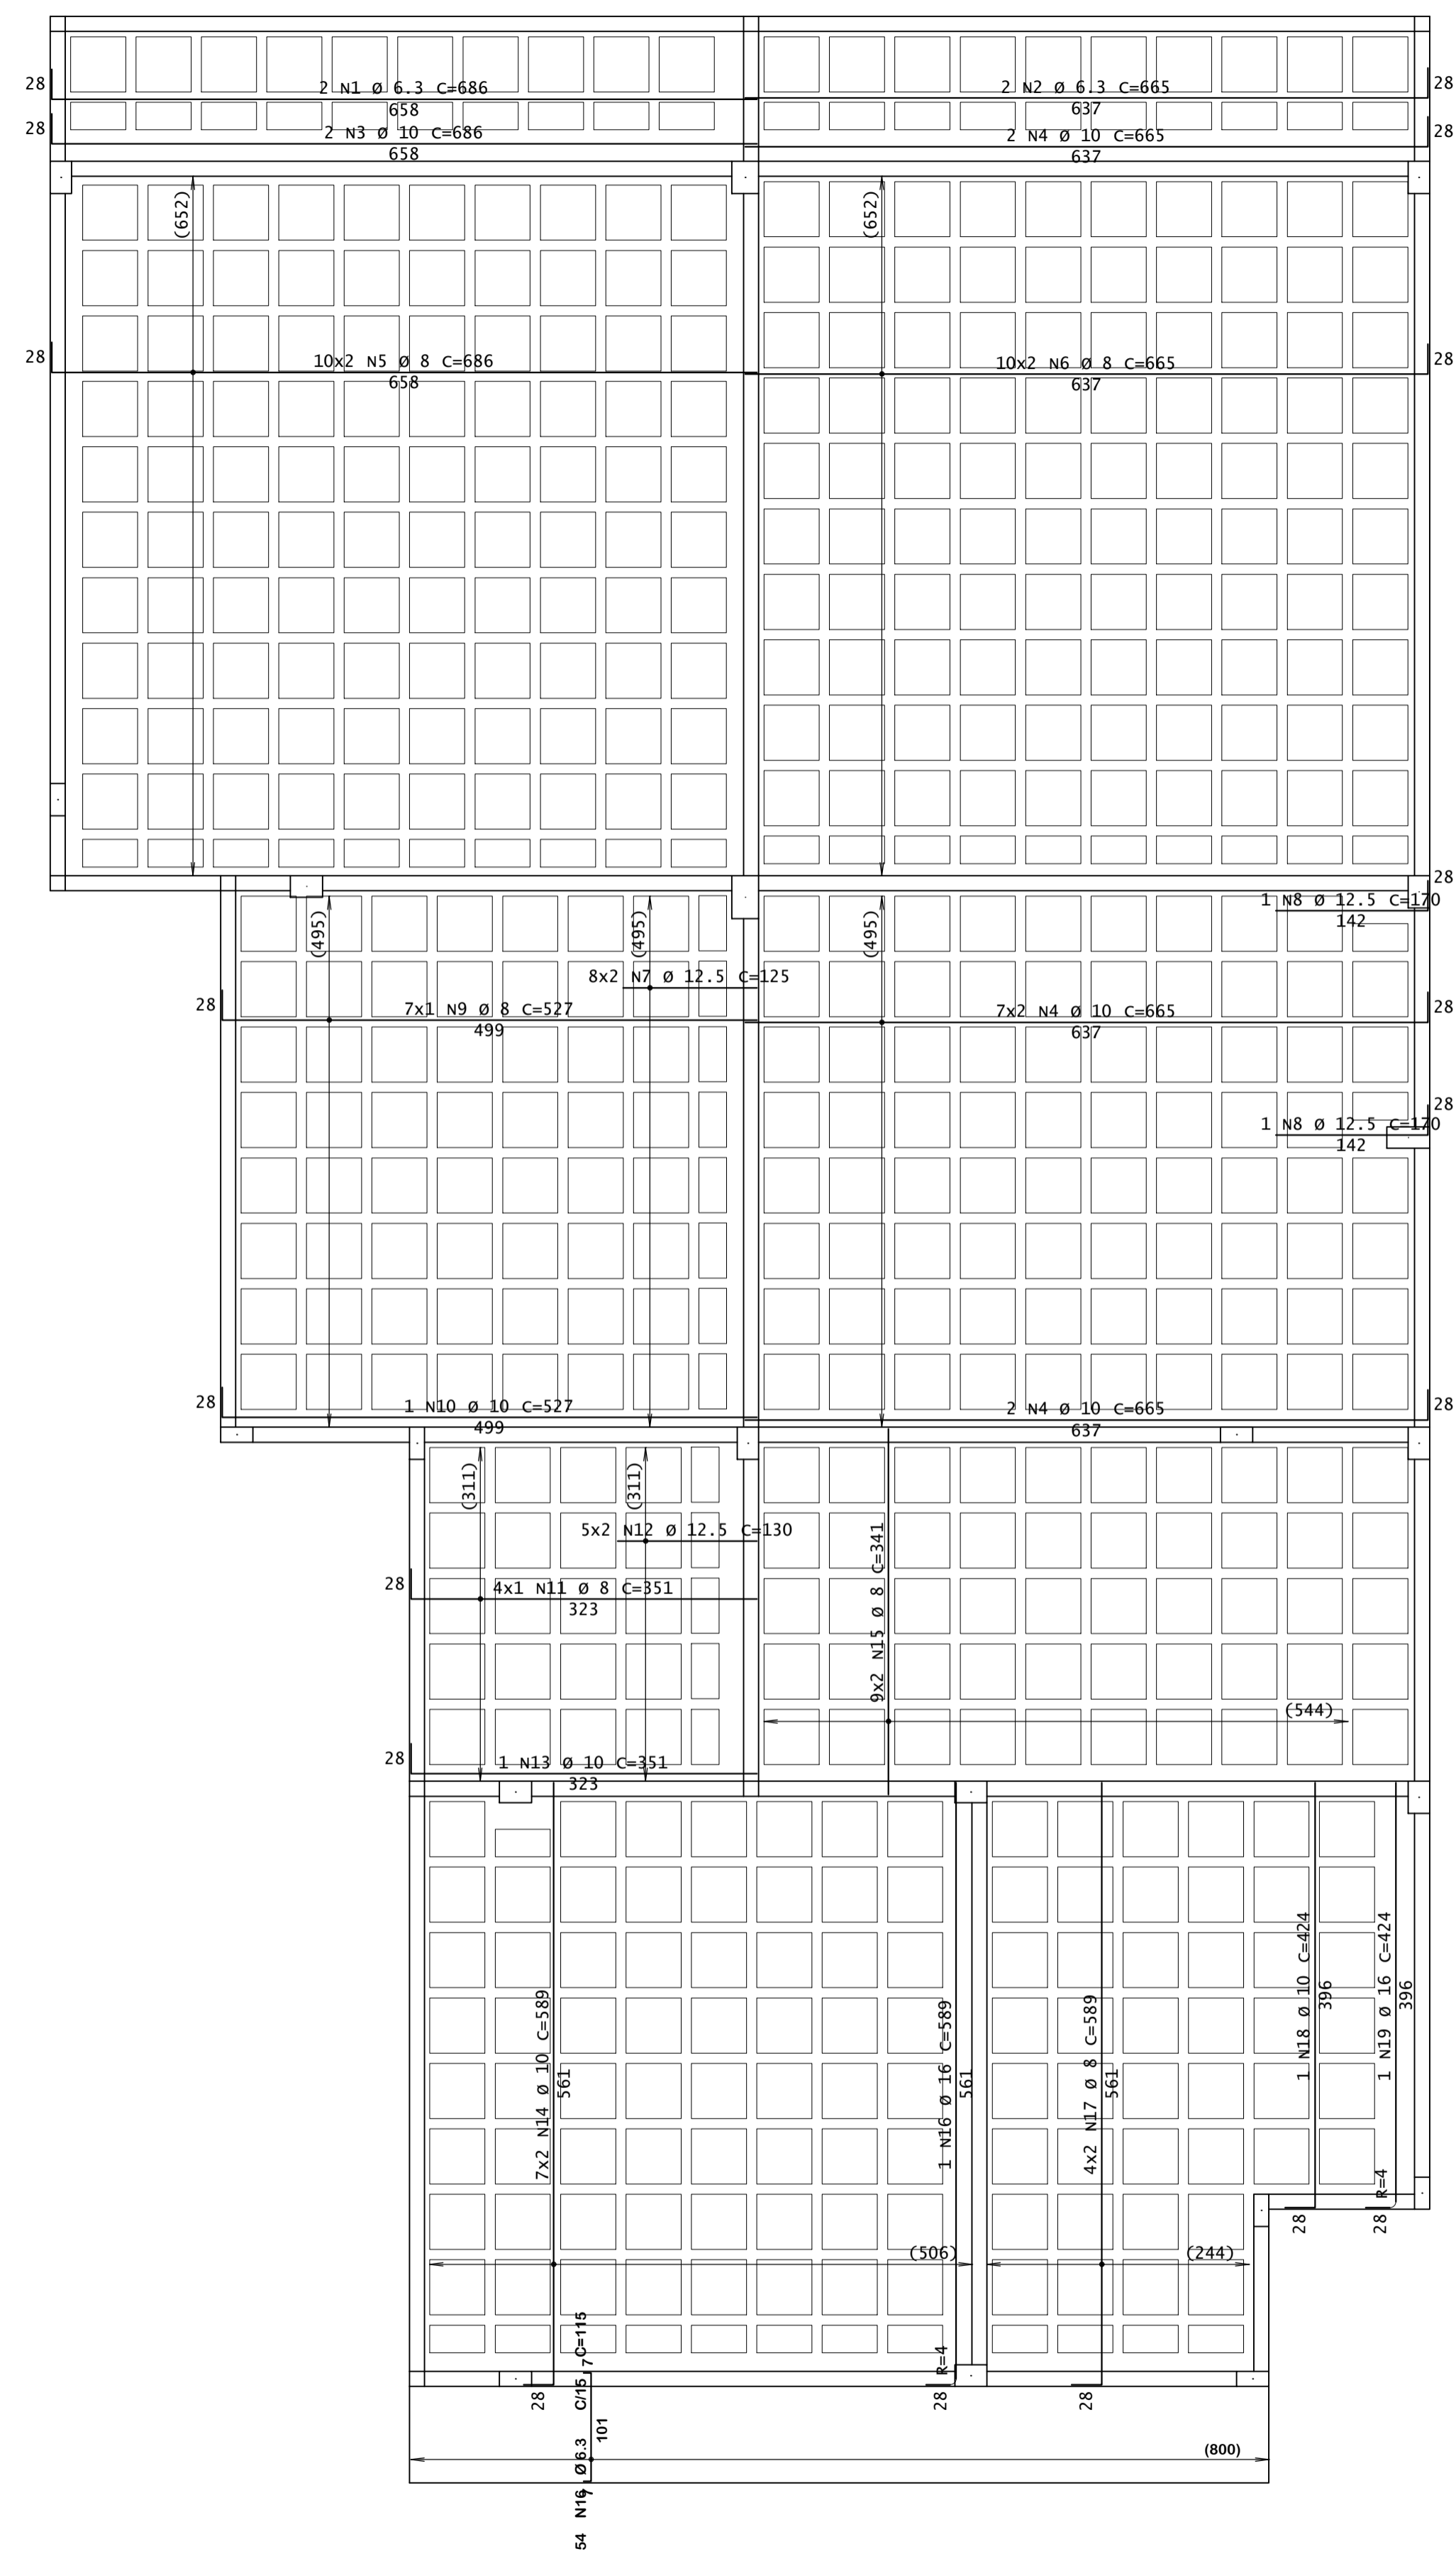 28
2 N1 Ø 6.3 C=686
658
2 N2 Ø 6.3 C=665
637
28
28
2 N3 Ø 10 C=686
658
2 N4 Ø 10 C=665
637
28
(652)
(652)
28
10x2 N5 Ø 8 C=686
658
10x2 N6 Ø 8 C=665
637
28
28
1 N8 Ø 12.5 C=170
142
(495)
(495)
(495)
8x2 N7 Ø 12.5 C=125
28
7x1 N9 Ø 8 C=527
499
7x2 N4 Ø 10 C=665
637
28
28
1 N8 Ø 12.5 C=170
142
28
1 N10 Ø 10 C=527
499
2 N4 Ø 10 C=665
637
28
(311)
(311)
5x2 N12 Ø 12.5 C=130
9x2 N15 Ø 8 C=341
28
4x1 N11 Ø 8 C=351
323
(544)
28
1 N13 Ø 10 C=351
323
7x2 N14 Ø 10 C=589
561
1 N16 Ø 16 C=589
561
4x2 N17 Ø 8 C=589
561
1 N18 Ø 10 C=424
396
1 N19 Ø 16 C=424
396
R=4
28
28
(506)
(244)
R=4
28
28
28
54 N16 Ø 6.3 C/15 C=115
7
101
7
(800)